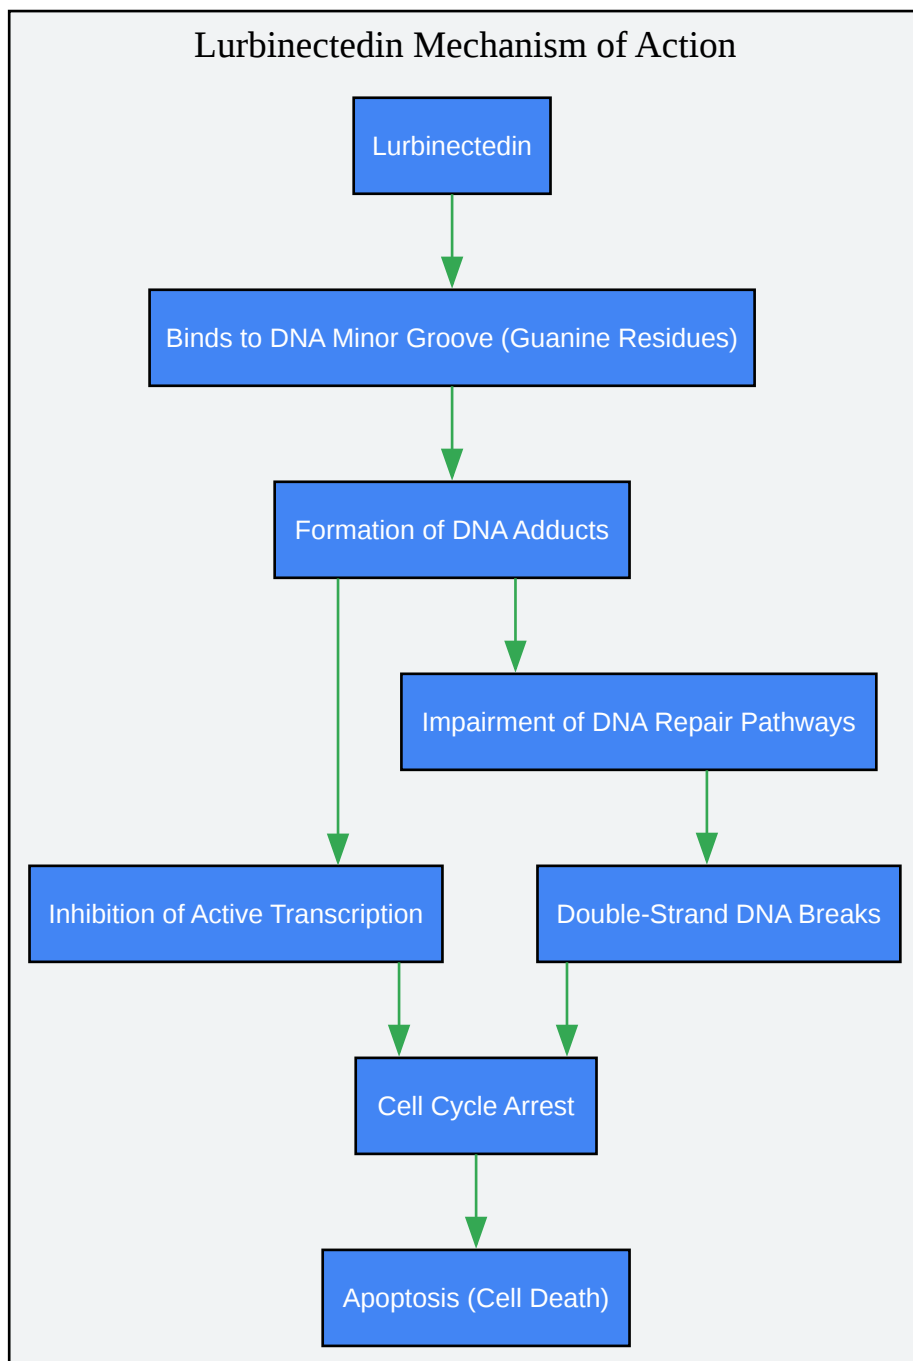 Lurbinectedin Mechanism of Action
Lurbinectedin
Binds to DNA Minor Groove (Guanine Residues)
Formation of DNA Adducts
Impairment of DNA Repair Pathways
Inhibition of Active Transcription
Double-Strand DNA Breaks
Cell Cycle Arrest
Apoptosis (Cell Death)